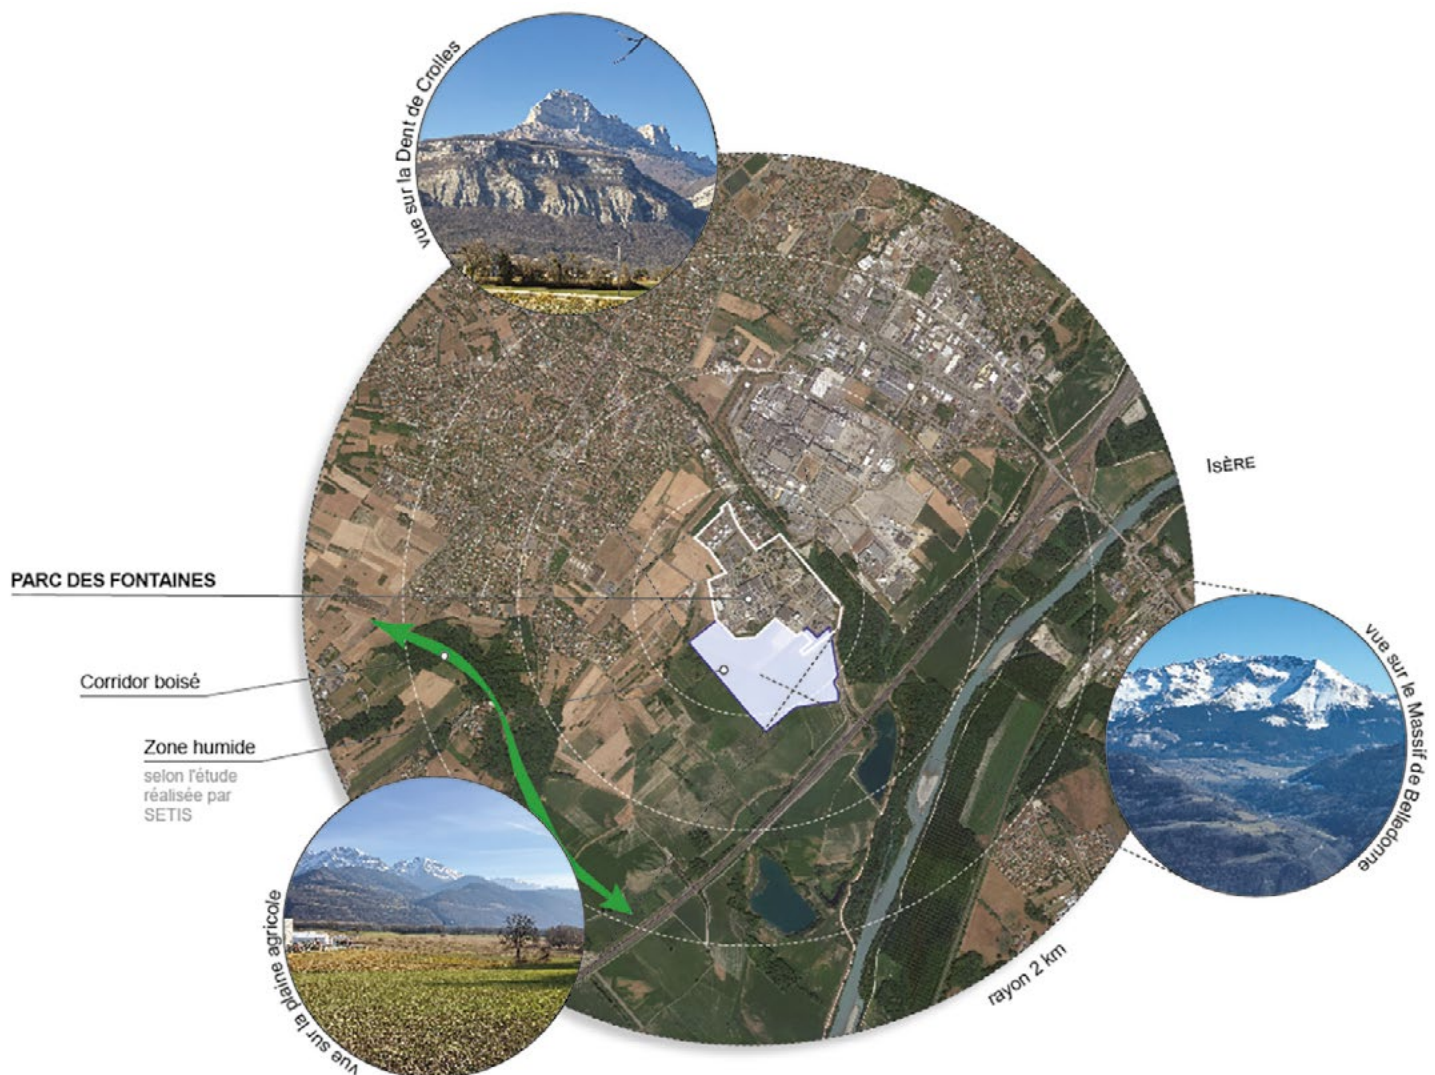 vue sur la Dent de Crolles
ISÈRE
PARC DES FONTAINES
vue sur le Massif de Belledonne
Corridor boisé
Zone humide
selon l'étude
réalisée par
SETIS
vue sur la plaine agricole
rayon 2 km